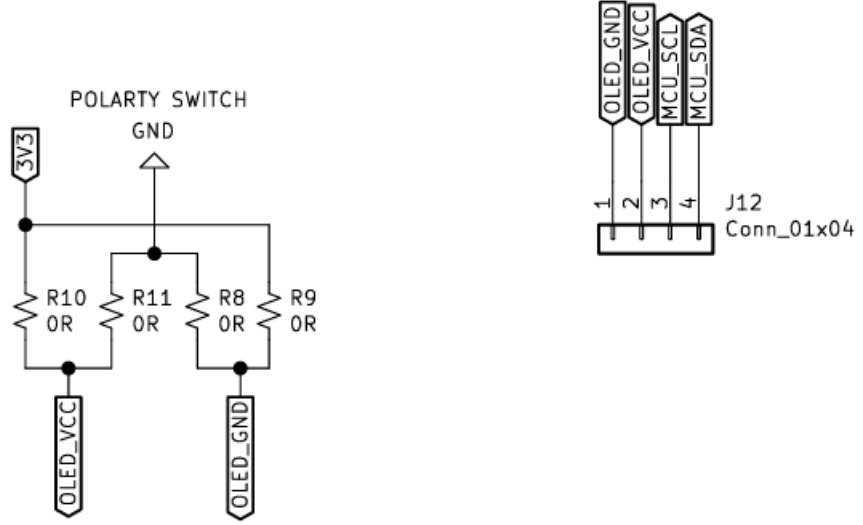 POLARTY SWITCH
GND
3V3
R10
0R
R11
0R
R8
0R
R9
0R
OLED_VCC
OLED_GND
OLED_GND
OLED_VCC
MCU_SCL
MCU_SDA
1
2
3
4
J12
Conn_01x04